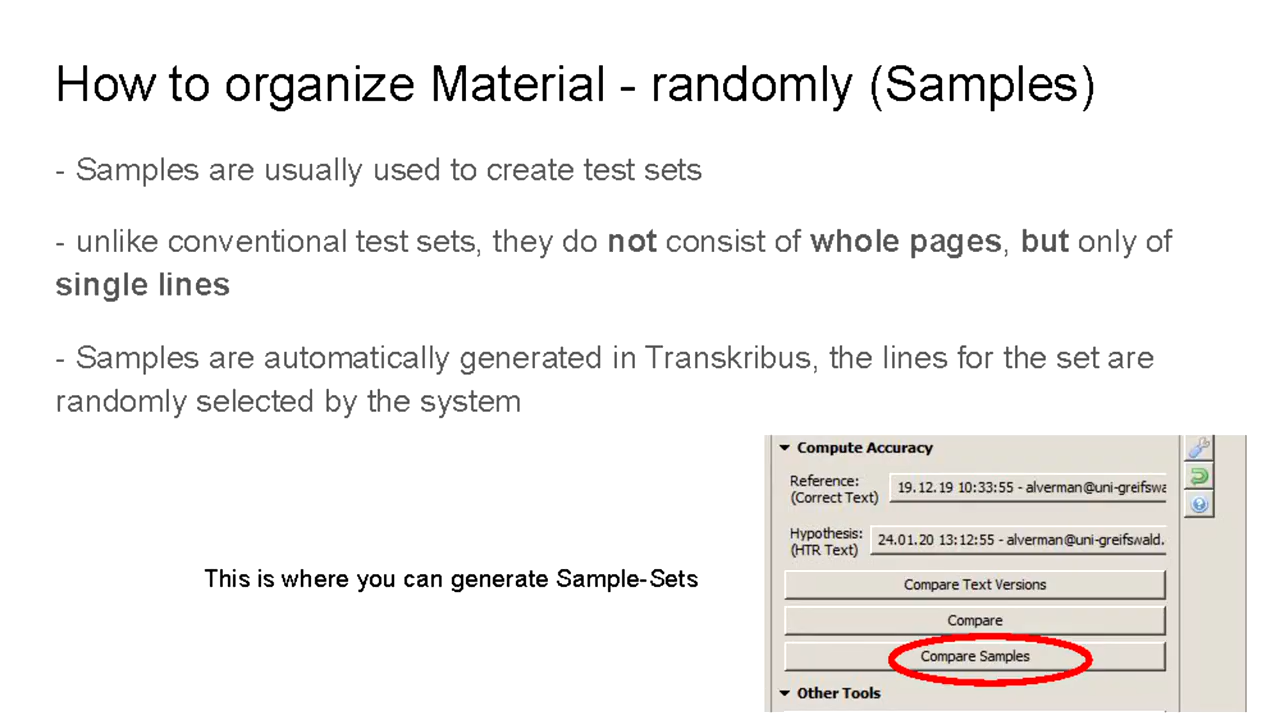 How to organize Material - randomly (Samples)
- Samples are usually used to create test sets
- unlike conventional test sets, they do not consist of whole pages, but only of
single lines
- Samples are automatically generated in Transkribus, the lines for the set are
randomly selected by the system
This is where you can generate Sample-Sets
Compute Accuracy
Reference:
(Correct Text)
19.12.19 10:33:55 - alverman@uni-greifswa
Hypothesis:
(HTR Text)
24.01.20 13:12:55 - alverman@uni-greifswald.
Compare Text Versions
Compare
Compare Samples
Other Tools